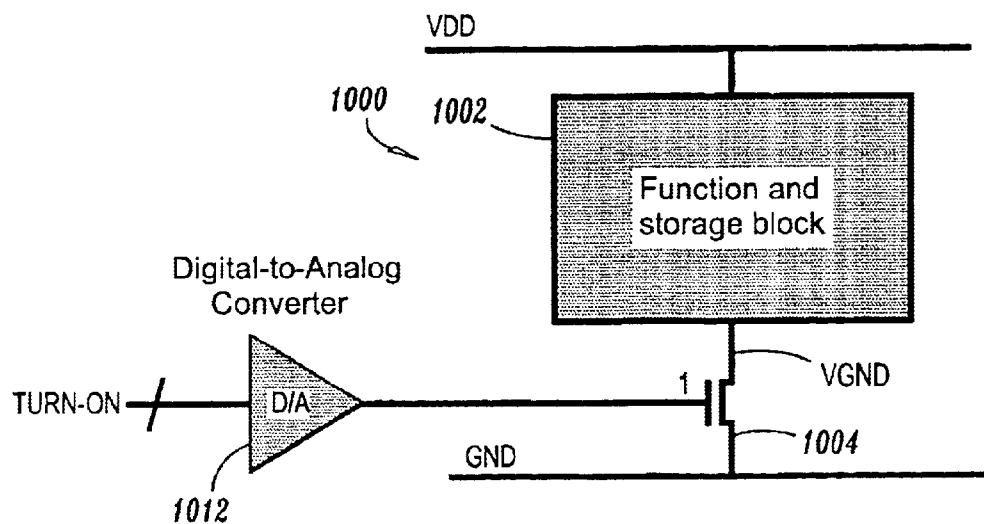 VDD
1000
1002
Function and
storage block
Digital-to-Analog
Converter
TURN-ON
D/A
1
VGND
1004
GND
1012